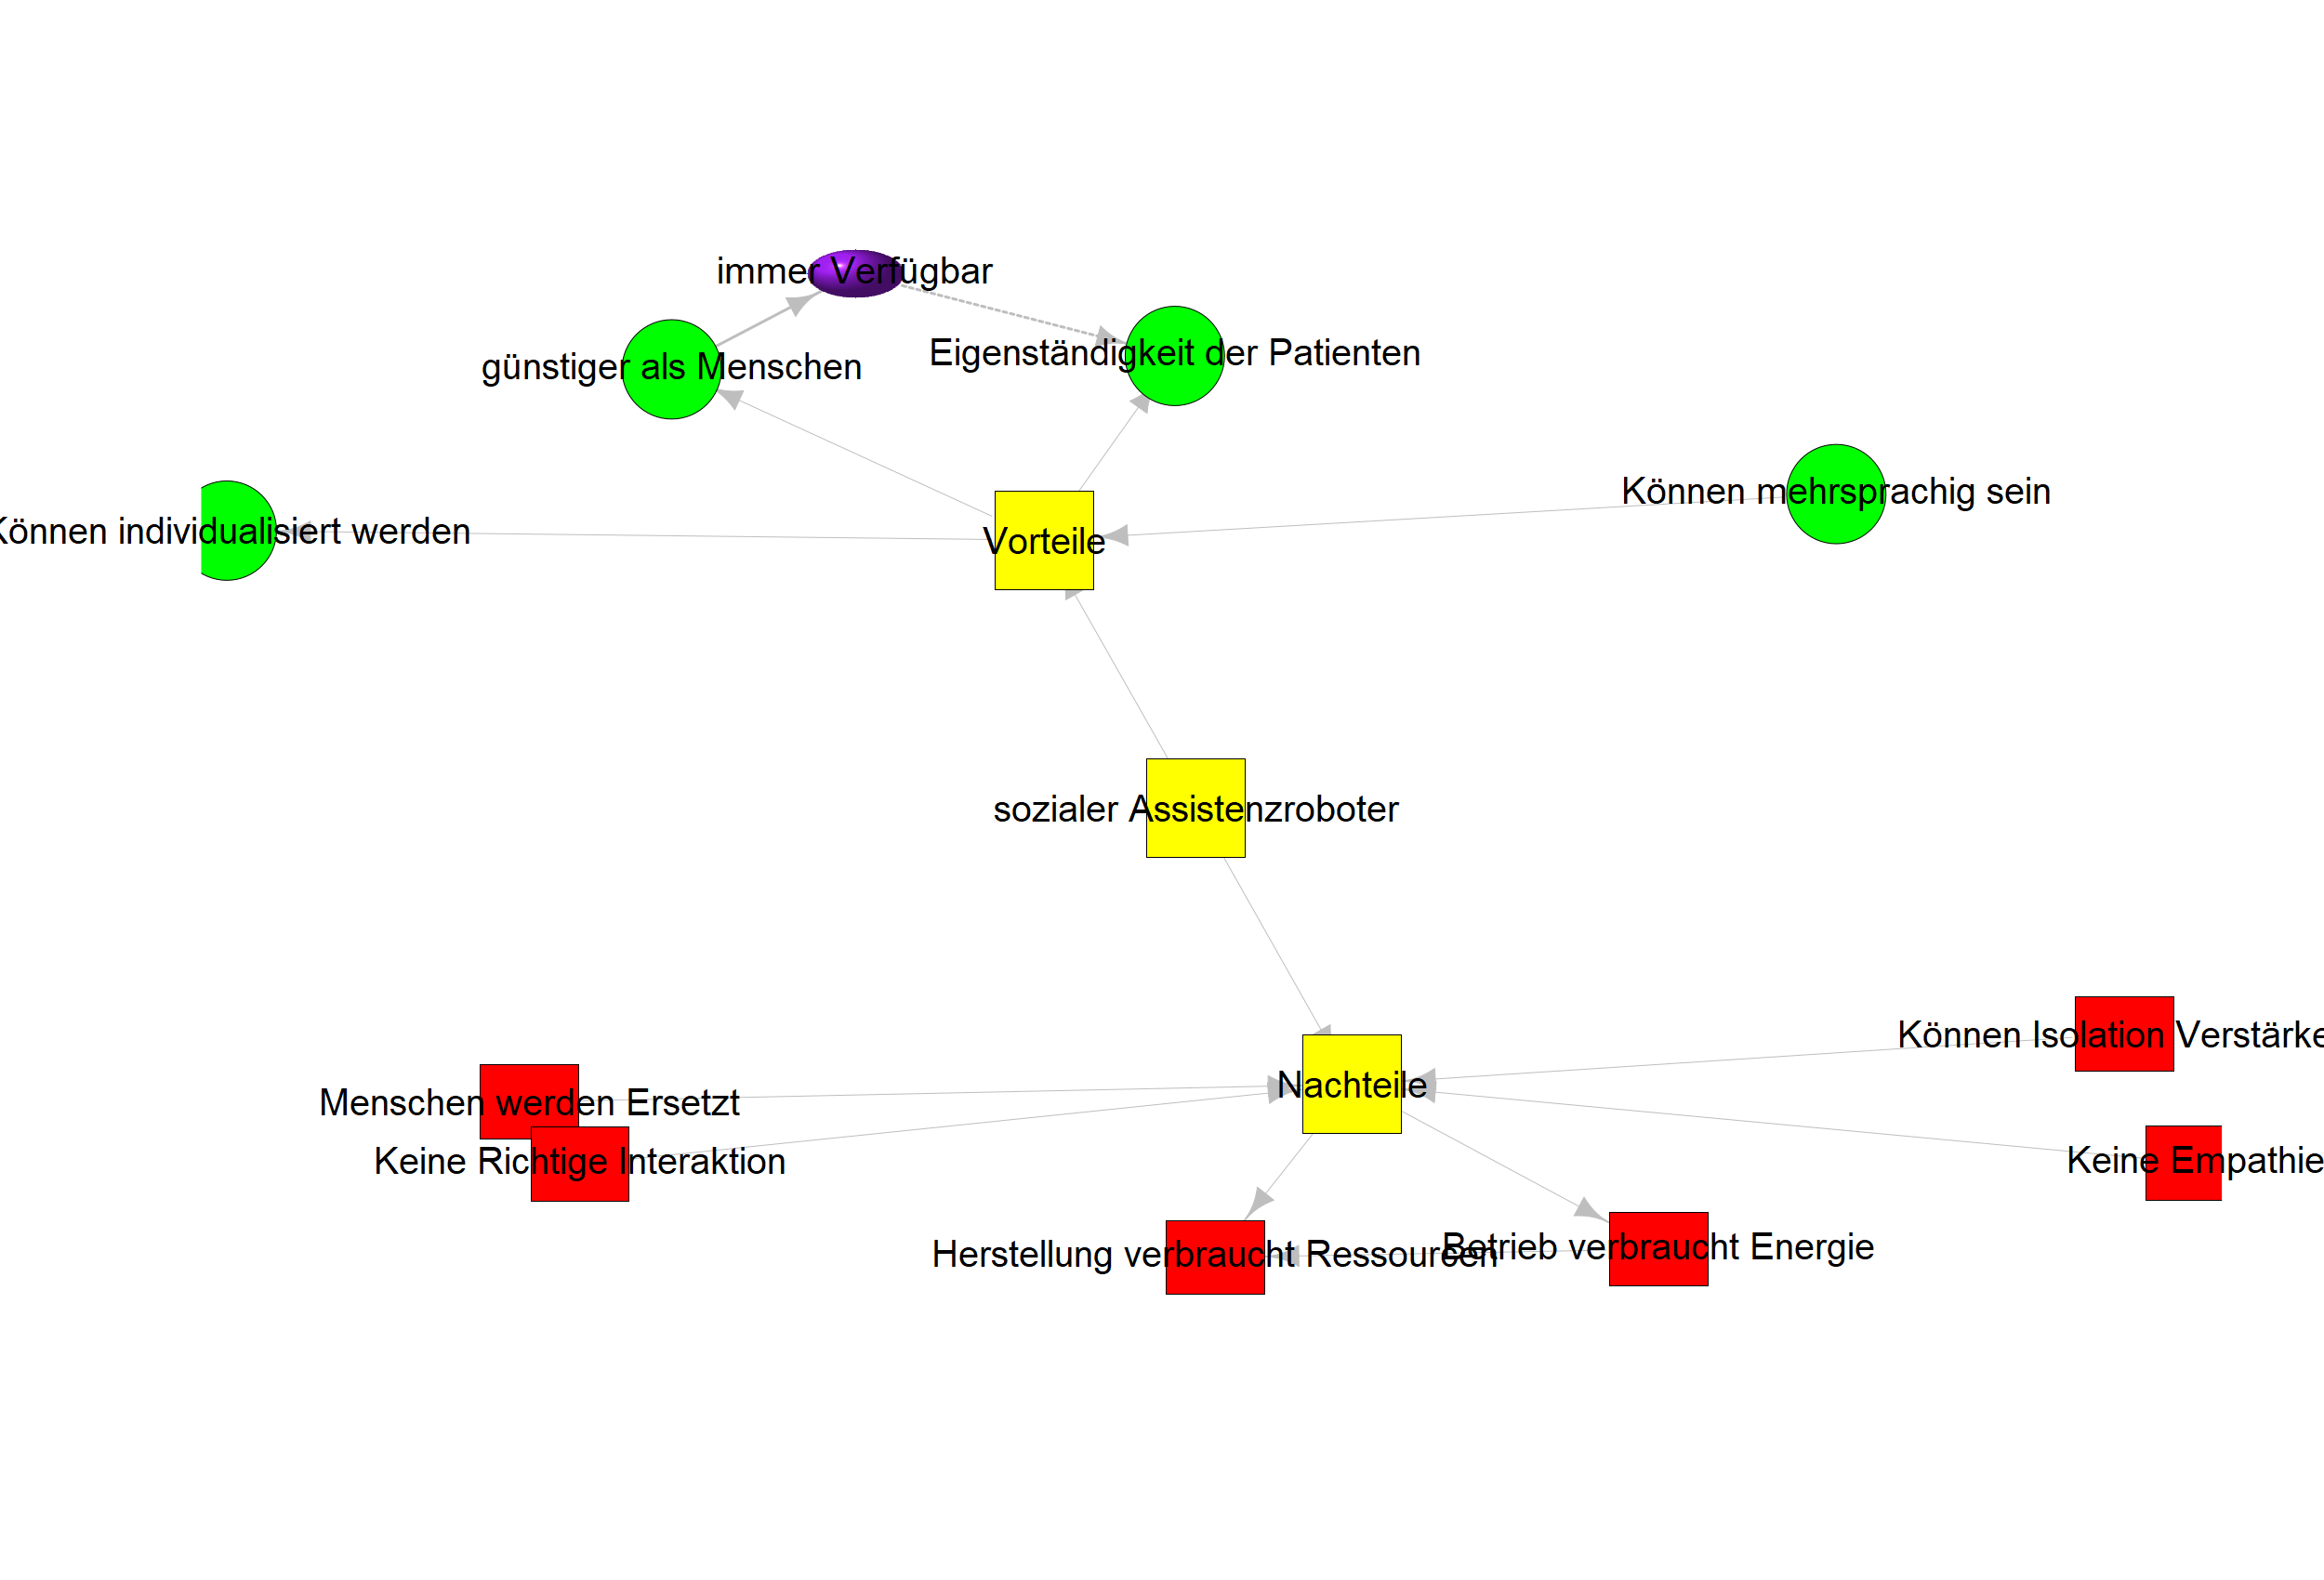 immer Verfügbar
Eigenständigkeit der Patienten
günstiger als Menschen
Können mehrsprachig sein
Können individualisiert werden
Vorteile
sozialer Assistenzroboter
Können Isolation Verstärke
Nachteile
Menschen werden Ersetzt
Keine Richtige Interaktion
Keine Empathie
Herstellung verbraucht Ressourcen
Betrieb verbraucht Energie